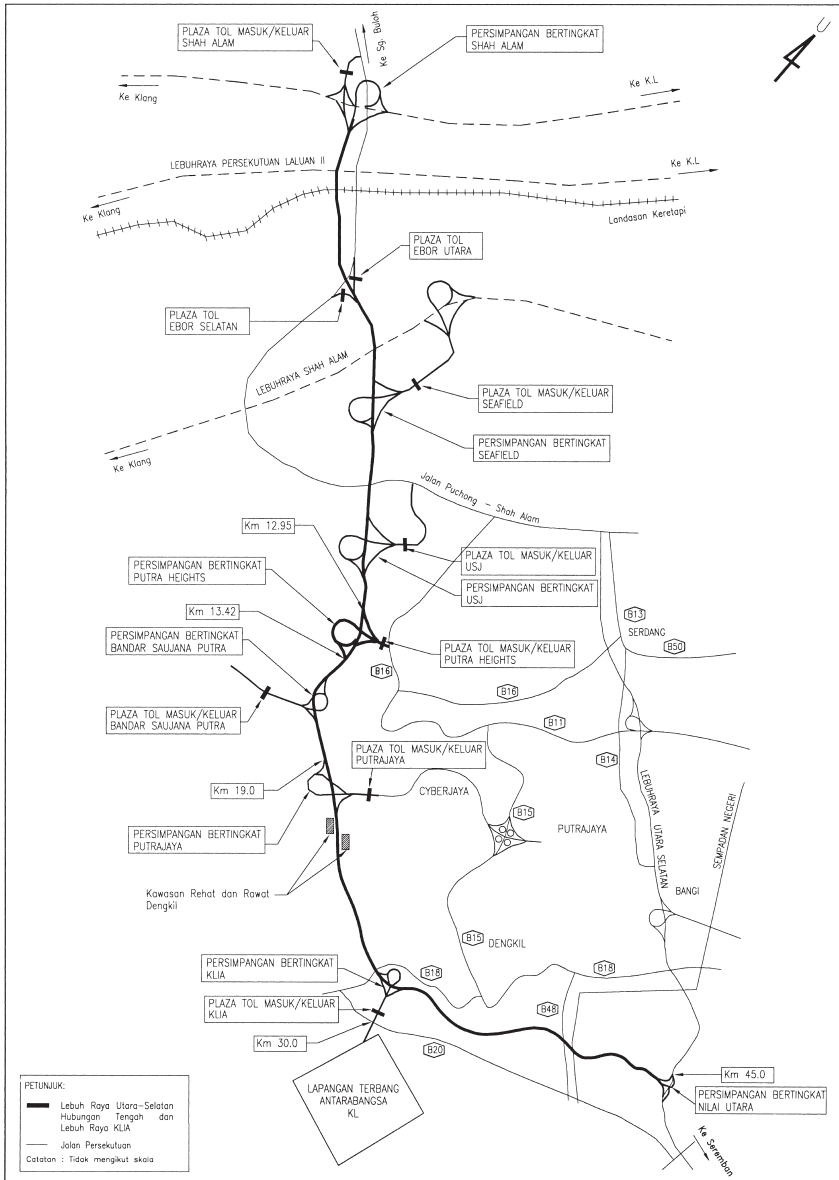 PLAZA TOL MASUK/KELUAR
SHAH ALAM
Ke Sg. Buloh
PERSIMPANGAN BERTINGKAT
SHAH ALAM
U
Ke Klang
Ke K.L
LEBUHRAYA PERSEKUTUAN LALUAN II
Ke K.L
Ke Klang
Landasan Keretapi
PLAZA TOL
EBOR UTARA
PLAZA TOL
EBOR SELATAN
LEBUHRAYA SHAH ALAM
PLAZA TOL MASUK/KELUAR
SEAFIELD
PERSIMPANGAN BERTINGKAT
SEAFIELD
Ke Klang
Jalan Puchong - Shah Alam
Km 12.95
PLAZA TOL MASUK/KELUAR
USJ
PERSIMPANGAN BERTINGKAT
PUTRA HEIGHTS
PERSIMPANGAN BERTINGKAT
USJ
Km 13.42
B13
SERDANG
B50
PERSIMPANGAN BERTINGKAT
BANDAR SAUJANA PUTRA
PLAZA TOL MASUK/KELUAR
PUTRA HEIGHTS
B16
B16
PLAZA TOL MASUK/KELUAR
BANDAR SAUJANA PUTRA
B11
PLAZA TOL MASUK/KELUAR
PUTRAJAYA
B14
LEBUHRAYA UTARA SELATAN
SEMPADAN NEGERI
Km 19.0
CYBERJAYA
B15
PUTRAJAYA
PERSIMPANGAN BERTINGKAT
PUTRAJAYA
Kawasan Rehat dan Rawat
Dengkil
BANGI
B15
DENGKIL
PERSIMPANGAN BERTINGKAT
KLIA
B18
B18
PLAZA TOL MASUK/KELUAR
KLIA
B48
Km 30.0
B20
Km 45.0
PERSIMPANGAN BERTINGKAT
NILAI UTARA
LAPANGAN TERBANG
ANTARABANGSA
KL
Ke Seremban
PETUNJUK:
Lebuh Raya Utara-Selatan
Hubungan Tengah dan
Lebuh Raya KLIA
Jalan Persekutuan
Catatan : Tidak mengikut skala